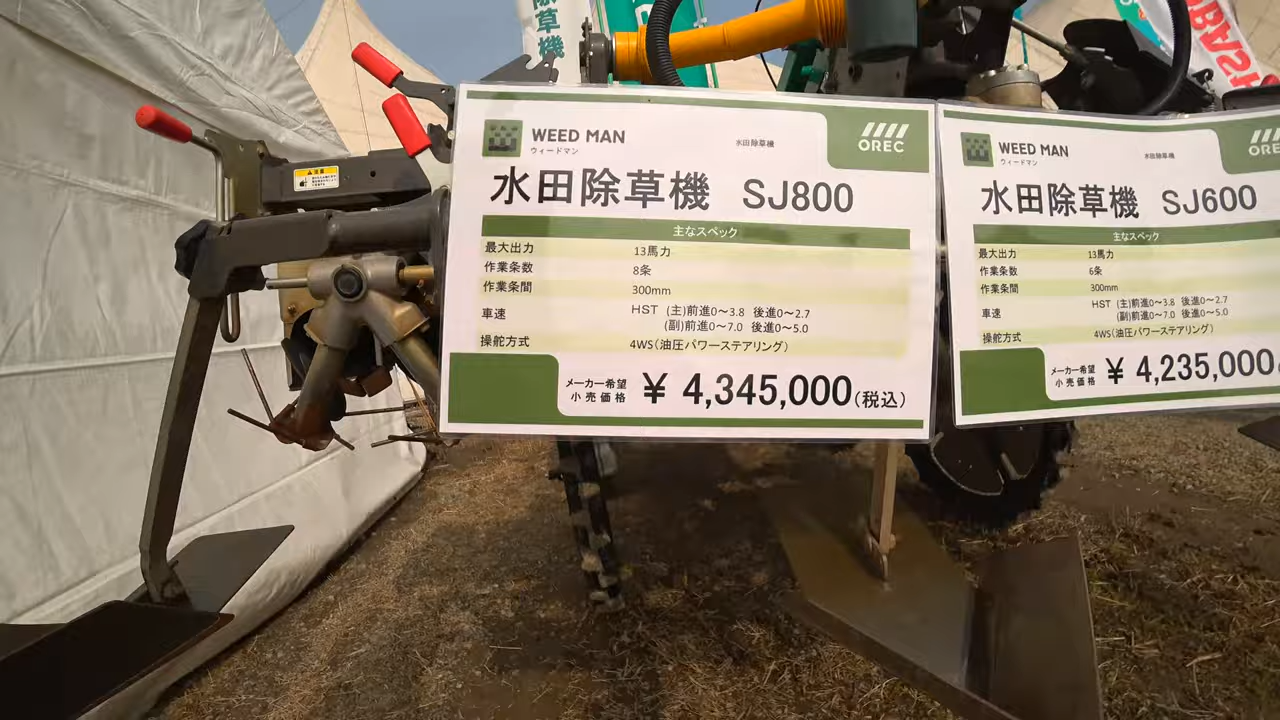 除草機
注意
WEED MAN
ウィードマン
水田除草機
OREC
水田除草機 SJ800
主なスペック
最大出力 13馬力
作業条数 8条
作業条間 300mm
車速 HST (主)前進0～3.8 後進0～2.7
(副)前進0～7.0 後進0～5.0
操舵方式 4WS(油圧パワーステアリング)
メーカー希望
小売価格
¥ 4,345,000(税込)
WEED MAN
ウィードマン
水田除草機
水田除草機 SJ600
主なスペック
最大出力 13馬力
作業条数 6条
作業条間 300mm
車速 HST (主)前進0～3.8 後進0～2.7
(副)前進0～7.0 後進0～5.0
操舵方式 4WS(油圧パワーステアリング)
メーカー希望
小売価格
¥ 4,235,000